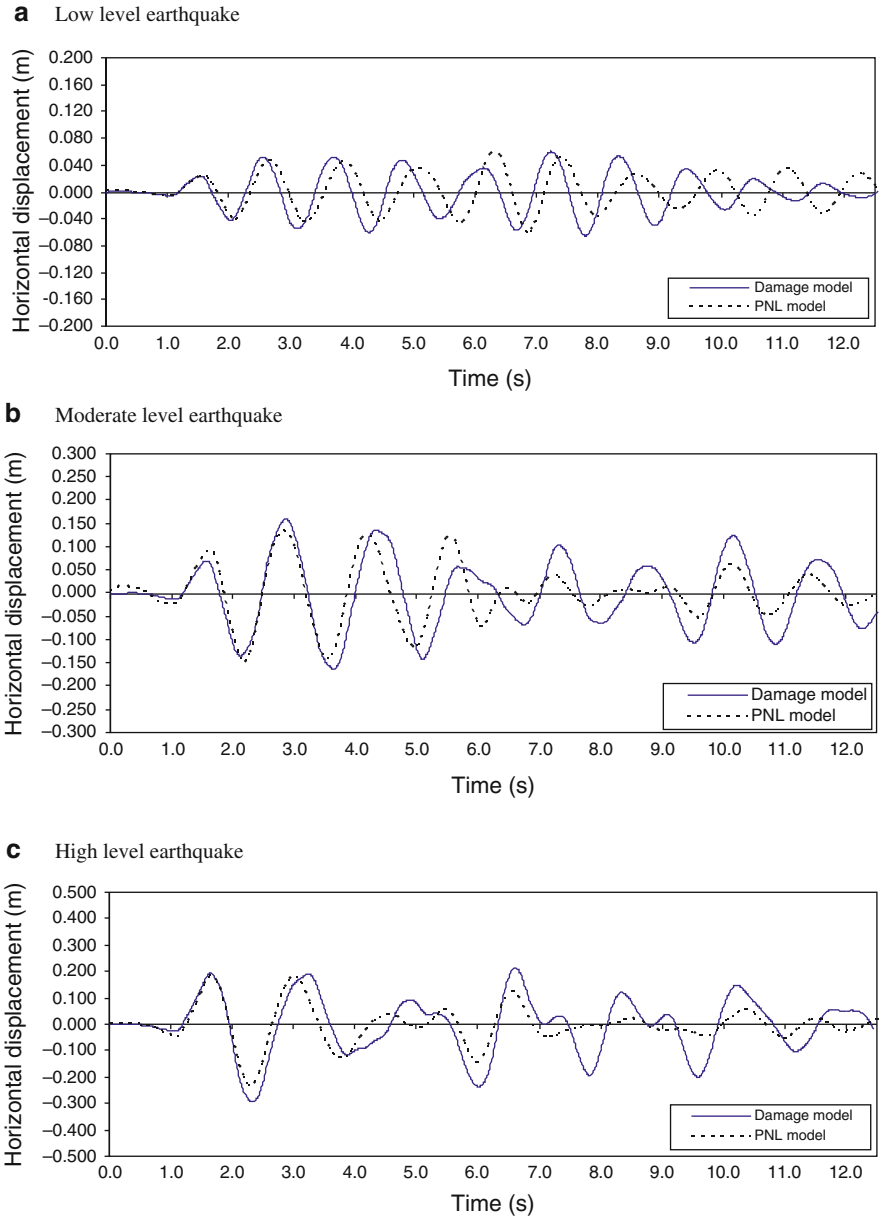 a Low level earthquake
Horizontal displacement (m)
0.200
0.160
0.120
0.080
0.040
0.000
–0.040
–0.080
–0.120
–0.160
–0.200
Damage model
PNL model
0.0 1.0 2.0 3.0 4.0 5.0 6.0 7.0 8.0 9.0 10.0 11.0 12.0
Time (s)
b Moderate level earthquake
Horizontal displacement (m)
0.300
0.250
0.200
0.150
0.100
0.050
0.000
–0.050
–0.100
–0.150
–0.200
–0.250
–0.300
Damage model
PNL model
0.0 1.0 2.0 3.0 4.0 5.0 6.0 7.0 8.0 9.0 10.0 11.0 12.0
Time (s)
c High level earthquake
Horizontal displacement (m)
0.500
0.400
0.300
0.200
0.100
0.000
–0.100
–0.200
–0.300
–0.400
–0.500
Damage model
PNL model
0.0 1.0 2.0 3.0 4.0 5.0 6.0 7.0 8.0 9.0 10.0 11.0 12.0
Time (s)